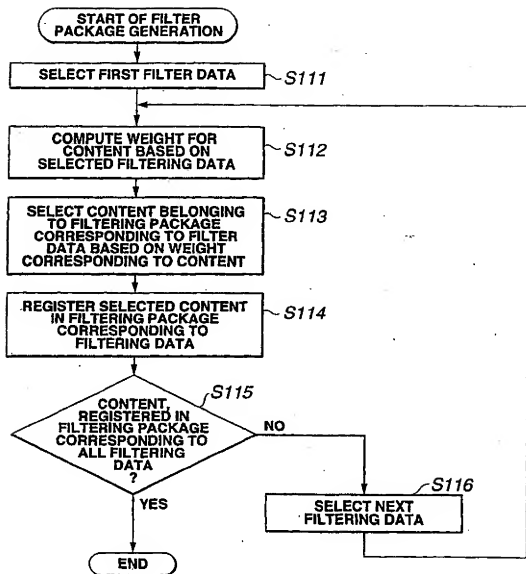 START OF FILTER
PACKAGE GENERATION
SELECT FIRST FILTER DATA
S111
COMPUTE WEIGHT FOR
CONTENT BASED ON
SELECTED FILTERING DATA
S112
SELECT CONTENT BELONGING
TO FILTERING PACKAGE
CORRESPONDING TO FILTER
DATA BASED ON WEIGHT
CORRESPONDING TO CONTENT
S113
REGISTER SELECTED CONTENT
IN FILTERING PACKAGE
CORRESPONDING TO
FILTERING DATA
S114
S115
CONTENT,
REGISTERED IN
FILTERING PACKAGE
CORRESPONDING TO
ALL FILTERING
DATA
?
NO
YES
S116
SELECT NEXT
FILTERING DATA
END